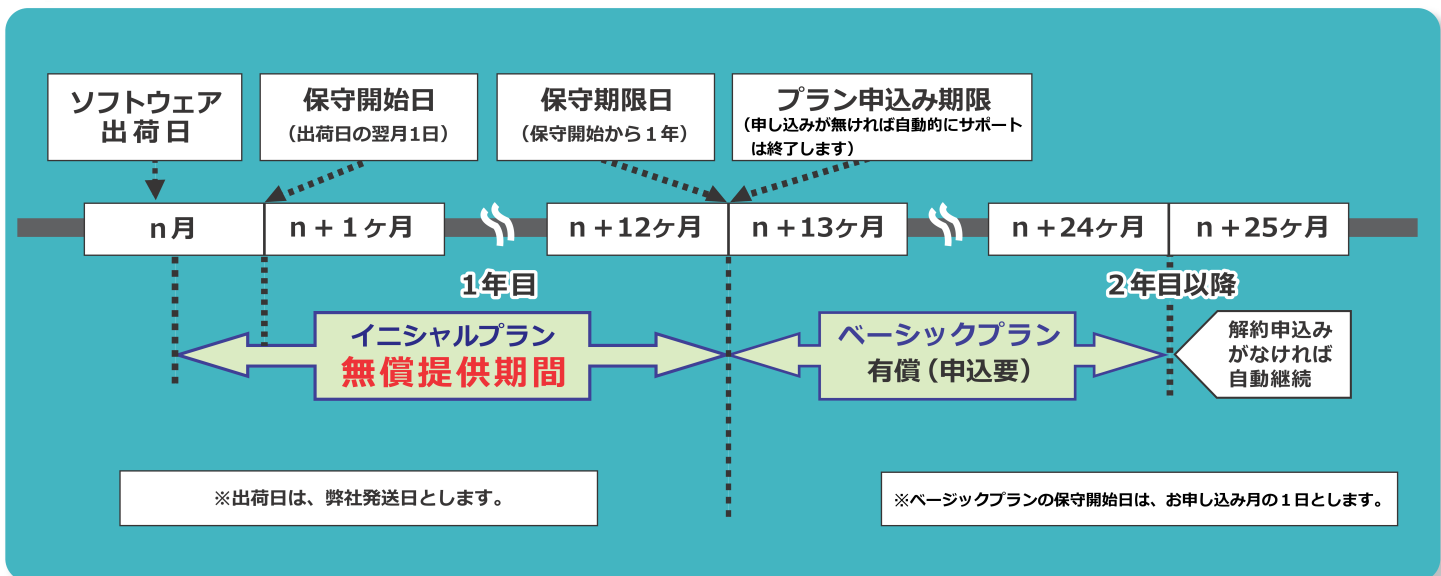 ソフトウェア
出荷日
保守開始日
（出荷日の翌月1日）
保守期限日
（保守開始から１年）
プラン申込み期限
（申し込みが無ければ自動的にサポート
は終了します）
n月
n＋１ヶ月
n＋12ヶ月
n＋13ヶ月
n＋24ヶ月
n＋25ヶ月
1年目
２年目以降
イニシャルプラン
無償提供期間
ベーシックプラン
有償（申込要）
解約申込み
がなければ
自動継続
※出荷日は、弊社発送日とします。
※ベージックプランの保守開始日は、お申し込み月の１日とします。